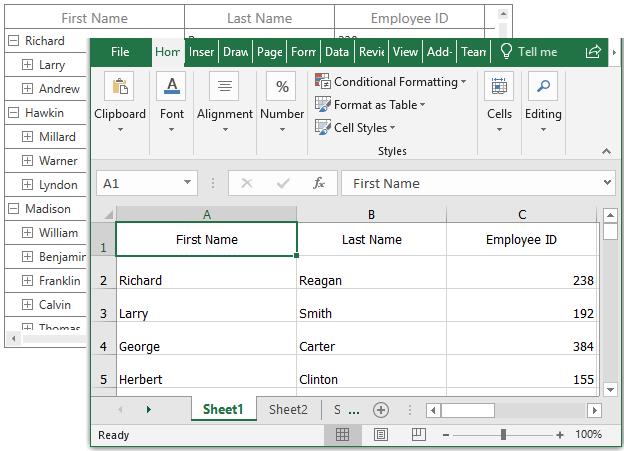 First Name Last Name Employee ID
Richard
Larry
Andrew
Hawkin
Millard
Warner
Lyndon
Madison
William
Benjamin
Franklin
Calvin
Thomas
File Hom Inser Draw Page Form Data Revie View Add- Team Tell me
Clipboard Font Alignment Number
Conditional Formatting
Format as Table
Cell Styles
Cells Editing
Styles
A1 fx First Name
A B C
1 First Name Last Name Employee ID
2 Richard Reagan 238
3 Larry Smith 192
4 George Carter 384
5 Herbert Clinton 155
Sheet1 Sheet2 S ...
Ready 100%